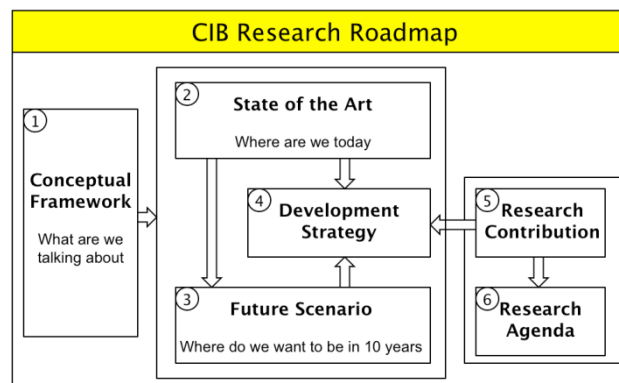 CIB Research Roadmap
1
Conceptual
Framework
What are we
talking about
2
State of the Art
Where are we today
4
Development
Strategy
3
Future Scenario
Where do we want to be in 10 years
5
Research
Contribution
6
Research
Agenda